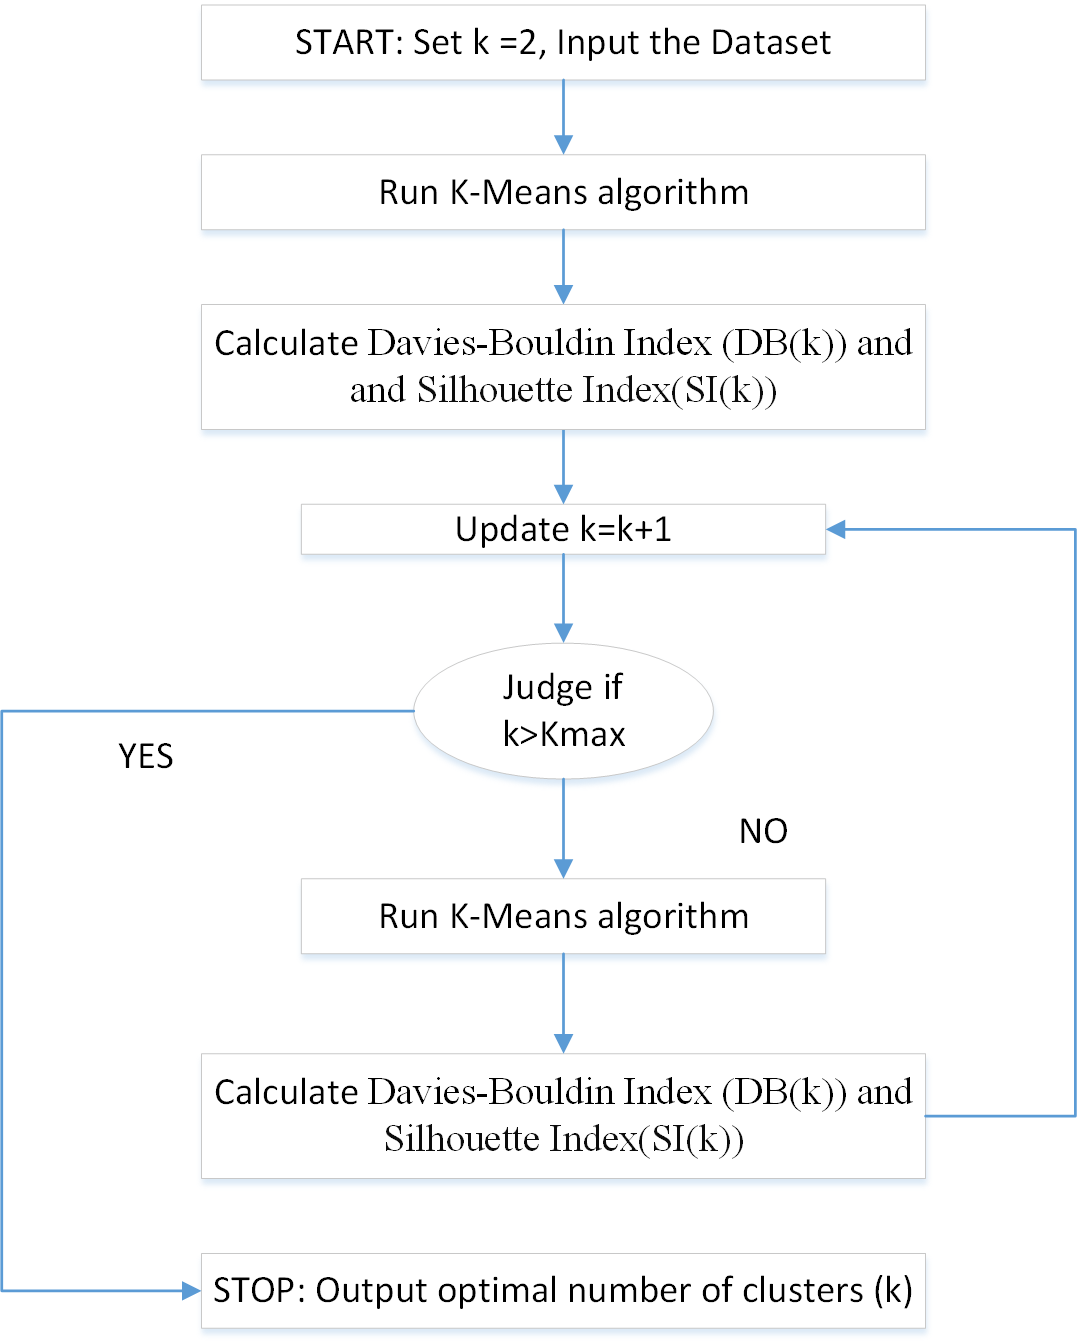 START: Set k =2, Input the Dataset
Run K-Means algorithm
Calculate Davies-Bouldin Index (DB(k)) and
and Silhouette Index(SI(k))
Update k=k+1
Judge if
k>Kmax
YES
NO
Run K-Means algorithm
Calculate Davies-Bouldin Index (DB(k)) and
Silhouette Index(SI(k))
STOP: Output optimal number of clusters (k)